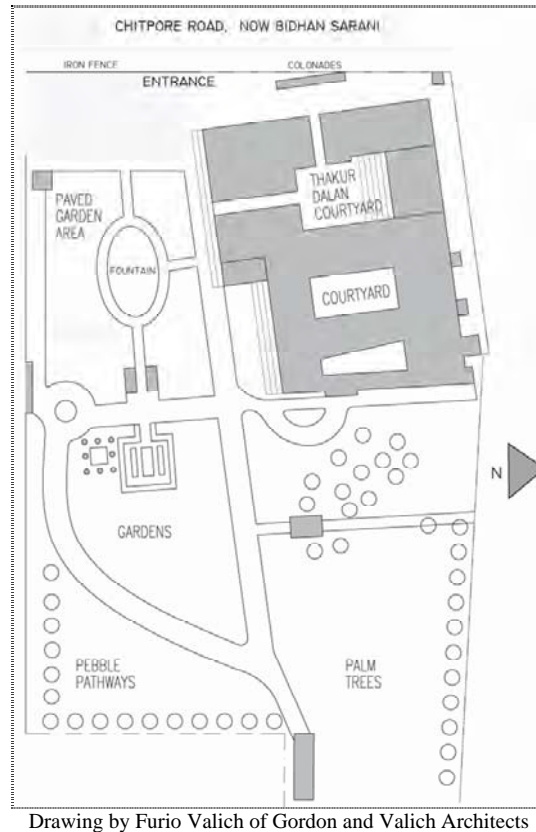 CHITPORE ROAD, NOW BIDHAN SARANI
IRON FENCE
COLONADES
ENTRANCE
PAVED
GARDEN
AREA
THAKUR
DALAN
COURTYARD
FOUNTAIN
COURTYARD
N
GARDENS
PEBBLE
PATHWAYS
PALM
TREES
Drawing by Furio Valich of Gordon and Valich Architects